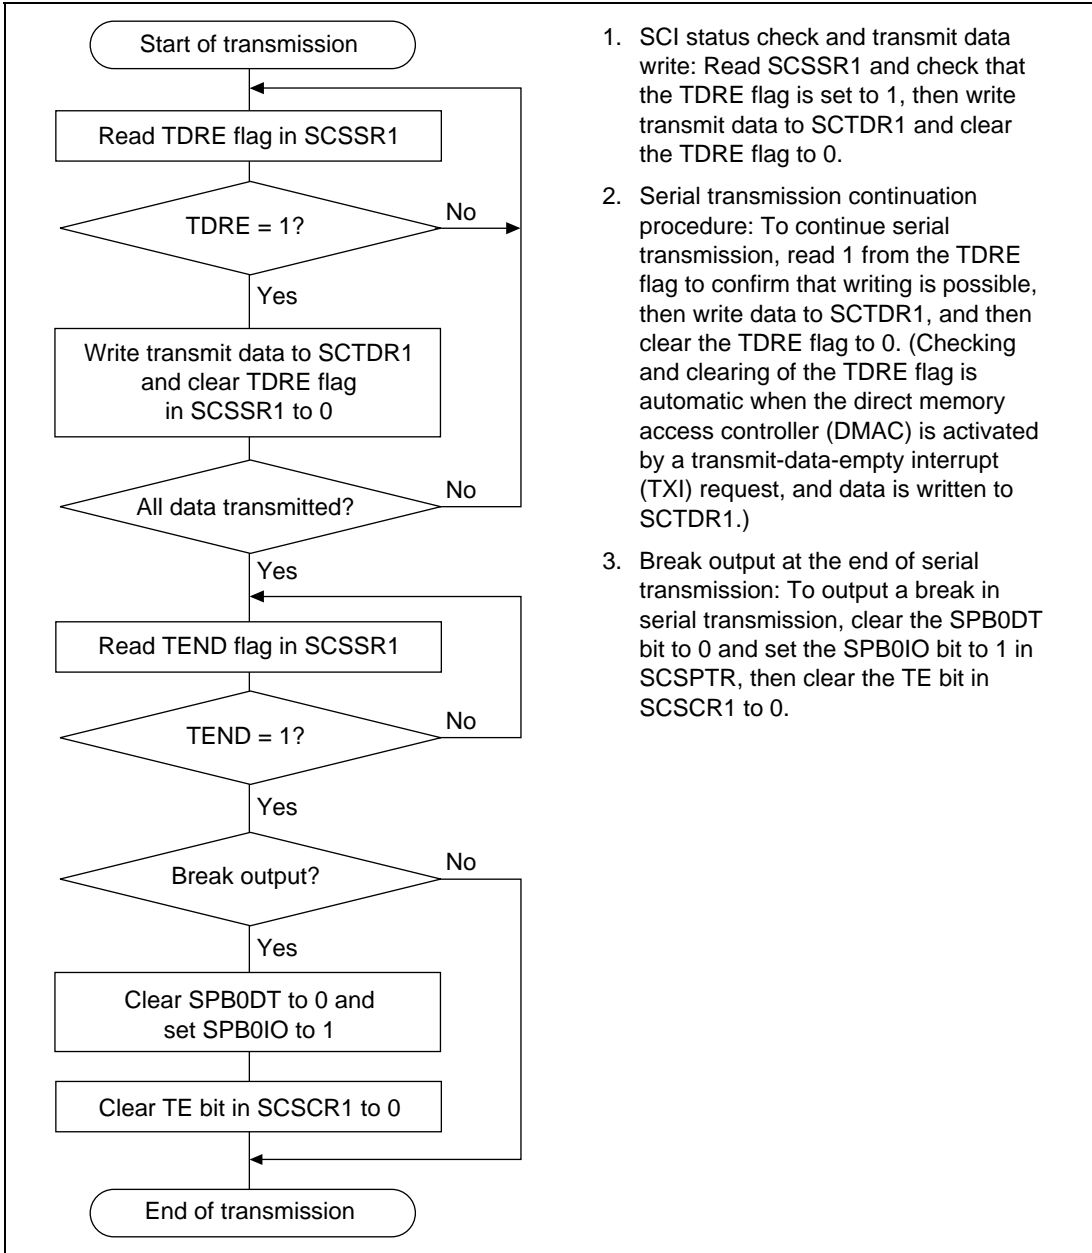 Start of transmission
Read TDRE flag in SCSSR1
TDRE = 1?
No
Yes
Write transmit data to SCTDR1
and clear TDRE flag
in SCSSR1 to 0
All data transmitted?
No
Yes
Read TEND flag in SCSSR1
TEND = 1?
No
Yes
Break output?
No
Yes
Clear SPB0DT to 0 and
set SPB0IO to 1
Clear TE bit in SCSCR1 to 0
End of transmission
1. SCI status check and transmit data
write: Read SCSSR1 and check that
the TDRE flag is set to 1, then write
transmit data to SCTDR1 and clear
the TDRE flag to 0.
2. Serial transmission continuation
procedure: To continue serial
transmission, read 1 from the TDRE
flag to confirm that writing is possible,
then write data to SCTDR1, and then
clear the TDRE flag to 0. (Checking
and clearing of the TDRE flag is
automatic when the direct memory
access controller (DMAC) is activated
by a transmit-data-empty interrupt
(TXI) request, and data is written to
SCTDR1.)
3. Break output at the end of serial
transmission: To output a break in
serial transmission, clear the SPB0DT
bit to 0 and set the SPB0IO bit to 1 in
SCSPTR, then clear the TE bit in
SCSCR1 to 0.